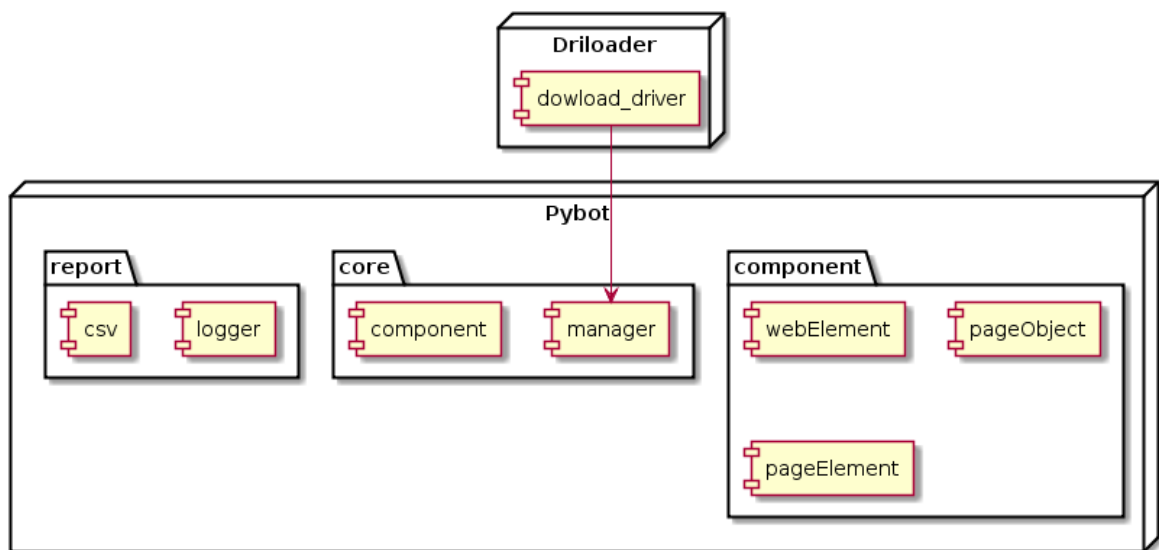 Driloader
dowload_driver
Pybot
report
csv
logger
core
component
manager
component
webElement
pageObject
pageElement